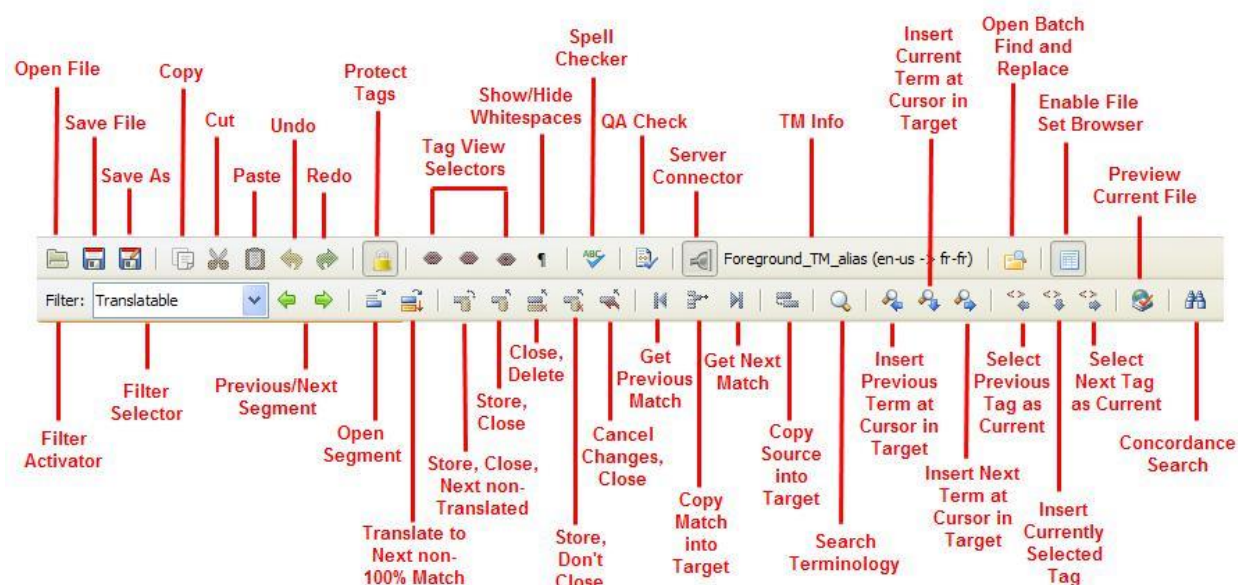 Open File
Save File
Save As
Copy
Cut
Paste
Undo
Redo
Protect
Tags
Tag View
Selectors
Show/Hide
Whitespaces
Spell
Checker
QA Check
Server
Connector
TM Info
Insert
Current
Term at
Cursor in
Target
Open Batch
Find and
Replace
Enable File
Set Browser
Preview
Current File
ABC
Foreground_TM_alias (en-us -> fr-fr)
Filter: Translatable
Filter
Activator
Filter
Selector
Previous/Next
Segment
Open
Segment
Translate to
Next non-
100% Match
Store, Close,
Next non-
Translated
Store,
Close
Close,
Delete
Store,
Don't
Close
Cancel
Changes,
Close
Get
Previous
Match
Copy
Match
into
Target
Get Next
Match
Copy
Source
into
Target
Search
Terminology
Insert
Previous
Term at
Cursor in
Target
Insert Next
Term at
Cursor in
Target
Select
Previous
Tag as
Current
Insert
Currently
Selected
Tag
Select
Next Tag
as Current
Concordance
Search